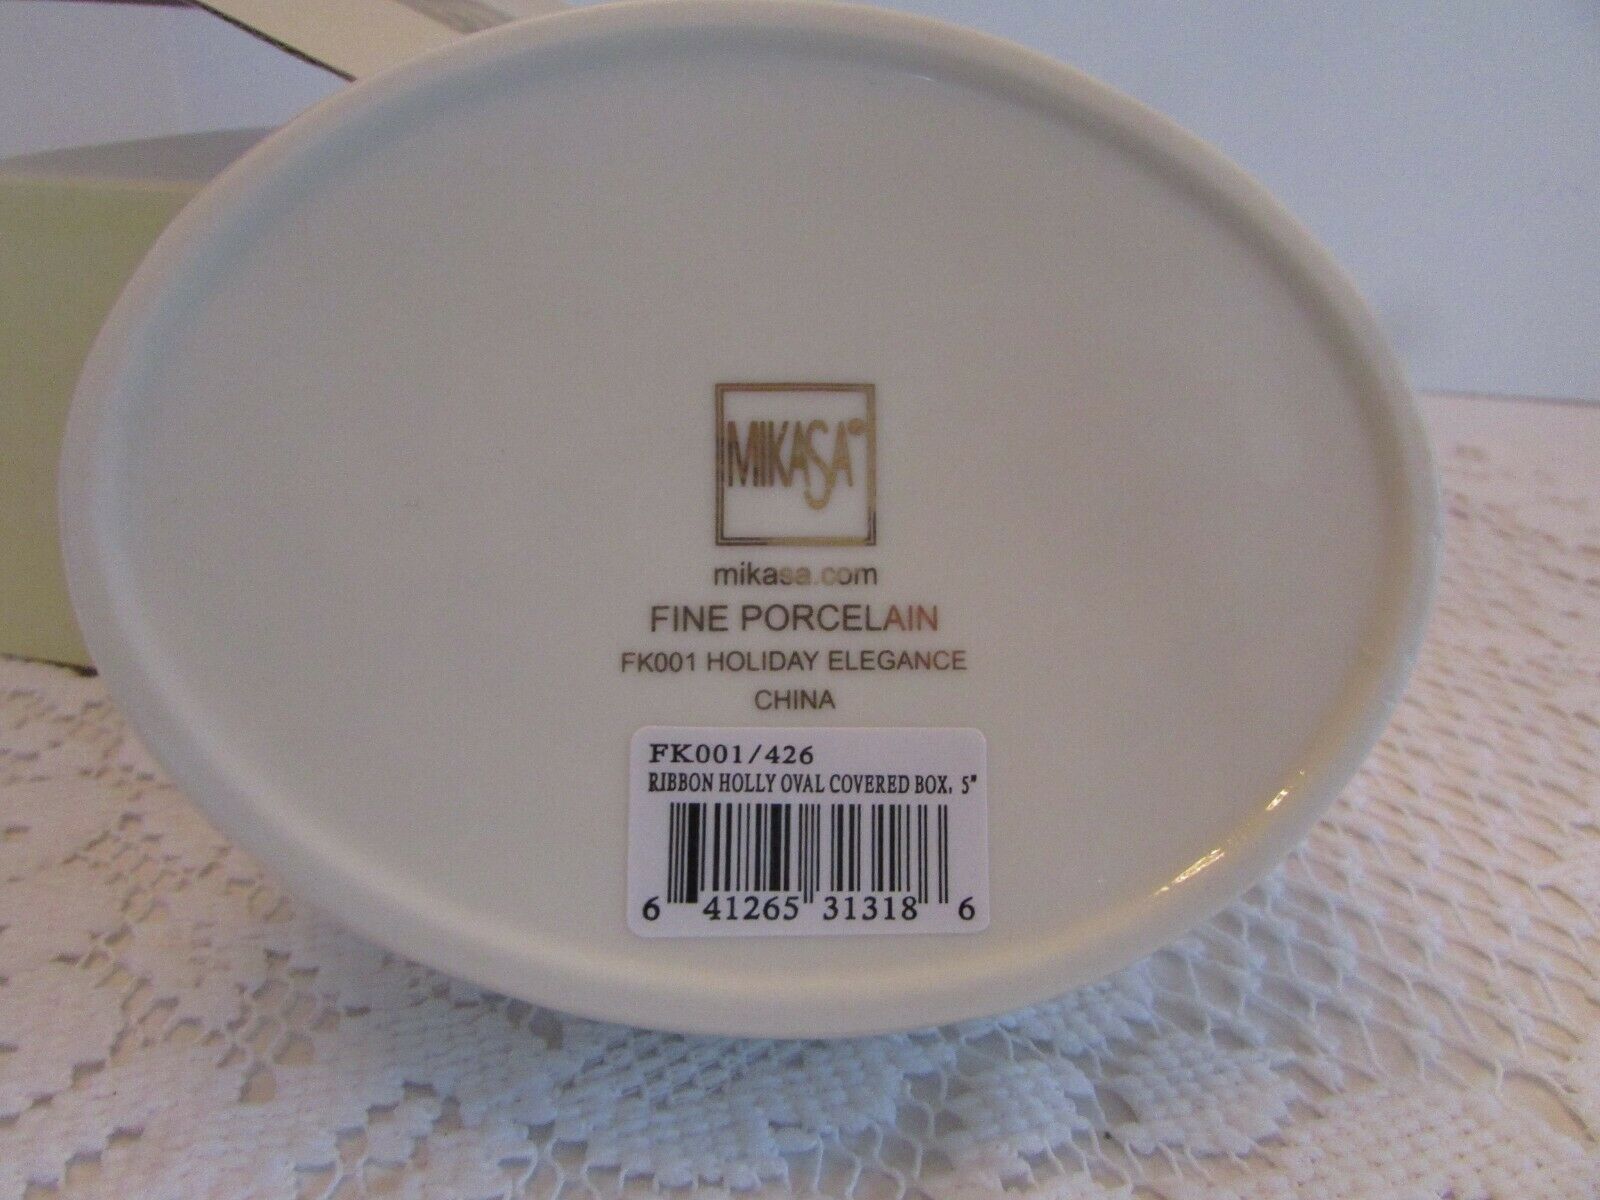 MIKASA®
mikasa.com
FINE PORCELAIN
FK001 HOLIDAY ELEGANCE
CHINA
FK001/426
RIBBON HOLLY OVAL COVERED BOX, 5"
6 41265 31318 6